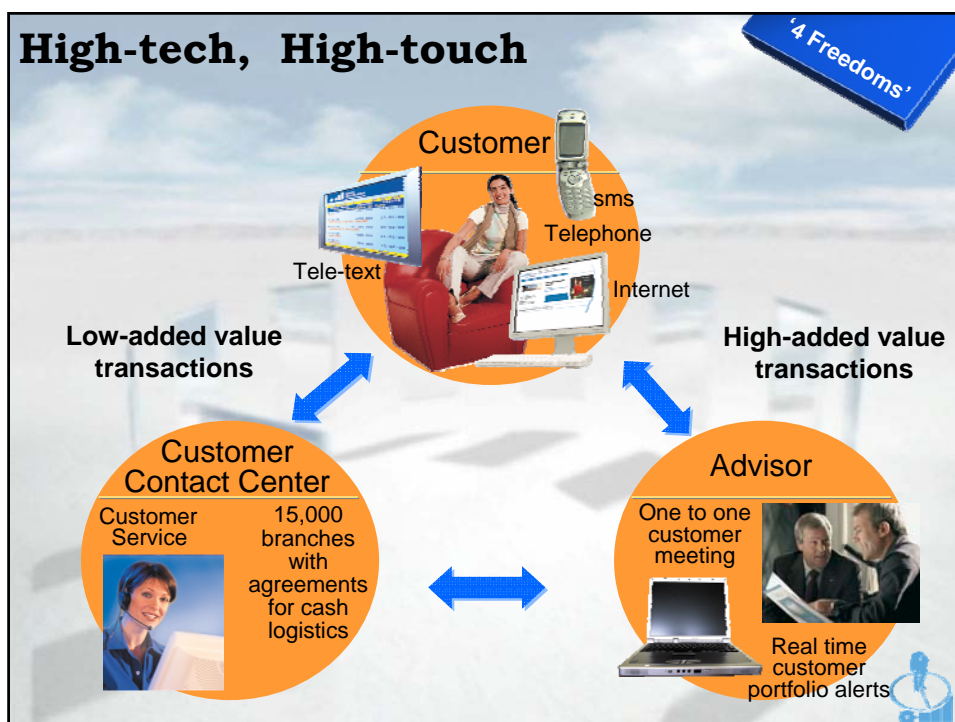 High-tech, High-touch
‘4 Freedoms’
Customer
sms
Telephone
Tele-text
Internet
Low-added value
transactions
High-added value
transactions
Customer
Contact Center
Customer
Service
15,000
branches
with
agreements
for cash
logistics
Advisor
One to one
customer
meeting
Real time
customer
portfolio alerts